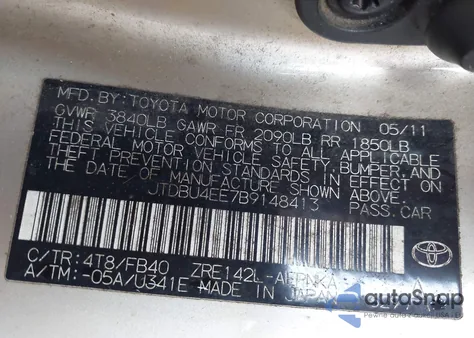 MFD. BY: TOYOTA MOTOR CORPORATION 05/11
GVWR 3840LB GAWR FR 2090LB RR 1850LB
THIS VEHICLE CONFORMS TO ALL APPLICABLE
FEDERAL MOTOR VEHICLE SAFETY, BUMPER, AND
THEFT PREVENTION STANDARDS IN EFFECT ON
THE DATE OF MANUFACTURE SHOWN ABOVE.
JTDBU4EE7B9148413 PASS. CAR
C/TR: 4T8/FB40 ZRE142L- A
A/TM: -05A/U341E MADE IN JAPAN
TOYOTA
autoSnap